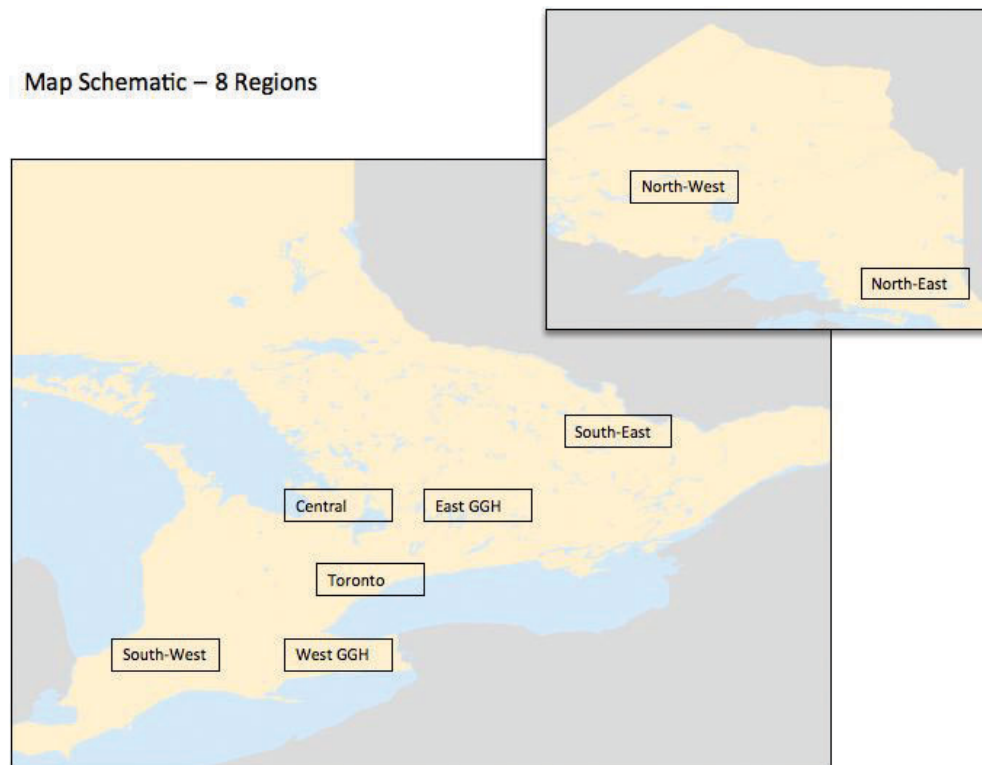 Map Schematic – 8 Regions
North-West
North-East
South-East
Central
East GGH
Toronto
South-West
West GGH